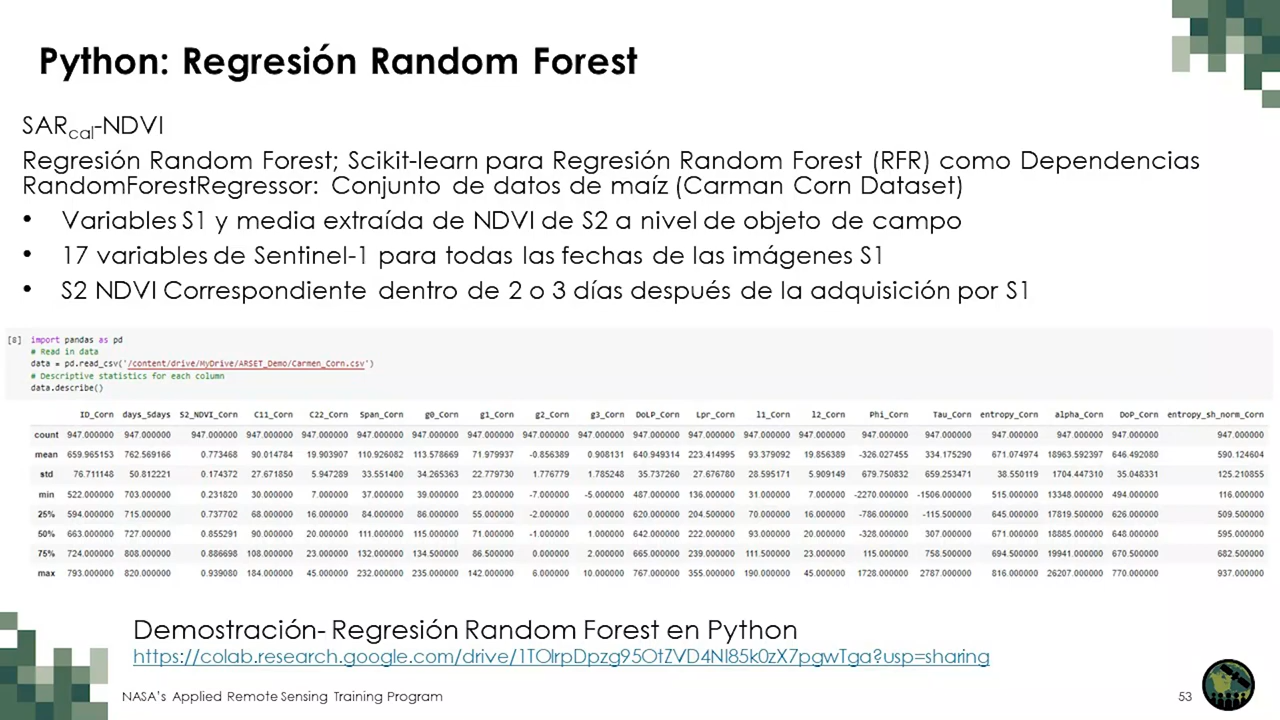 Python: Regresión Random Forest
SARcal-NDVI
Regresión Random Forest; Scikit-learn para Regresión Random Forest (RFR) como Dependencias
RandomForestRegressor: Conjunto de datos de maíz (Carman Corn Dataset)
• Variables S1 y media extraída de NDVI de S2 a nivel de objeto de campo
• 17 variables de Sentinel-1 para todas las fechas de las imágenes S1
• S2 NDVI Correspondiente dentro de 2 o 3 días después de la adquisición por S1
[8] import pandas as pd
# Read in data
data = pd.read_csv('/content/drive/MyDrive/ARSET_Demo/Carmen_Corn.csv')
# Descriptive statistics for each column
data.describe()
ID_Corn days_5days S2_NDVI_Corn C11_Corn C22_Corn Span_Corn g0_Corn g1_Corn g2_Corn g3_Corn DoLP_Corn Lpr_Corn l1_Corn l2_Corn Phi_Corn Tau_Corn entropy_Corn alpha_Corn DoP_Corn entropy_sh_norm_Corn
count 947.000000 947.000000 947.000000 947.000000 947.000000 947.000000 947.000000 947.000000 947.000000 947.000000 947.000000 947.000000 947.000000 947.000000 947.000000 947.000000 947.000000 947.000000 947.000000 947.000000
mean 659.965153 762.569166 0.773468 90.014784 19.903907 110.926082 113.578669 71.979937 -0.856389 0.908131 640.949314 223.414995 93.379092 19.856389 -326.027455 334.175290 671.074974 18963.592397 646.492080 590.124604
std 76.711148 50.812221 0.174372 27.671850 5.947289 33.551400 34.265363 22.779730 1.776779 1.785248 35.737260 27.676780 28.595171 5.909149 679.750832 659.253471 38.550119 1704.447310 35.048331 125.210855
min 522.000000 703.000000 0.231820 30.000000 7.000000 37.000000 39.000000 23.000000 -7.000000 -5.000000 487.000000 136.000000 31.000000 7.000000 -2270.000000 -1506.000000 515.000000 13348.000000 494.000000 116.000000
25% 594.000000 715.000000 0.737702 68.000000 16.000000 84.000000 86.000000 55.000000 -2.000000 0.000000 620.000000 204.500000 70.000000 16.000000 -786.000000 -115.500000 645.000000 17819.500000 626.000000 509.500000
50% 663.000000 727.000000 0.855291 90.000000 20.000000 111.000000 115.000000 71.000000 -1.000000 1.000000 642.000000 222.000000 93.000000 20.000000 -328.000000 307.000000 671.000000 18885.000000 648.000000 595.000000
75% 724.000000 808.000000 0.886698 108.000000 23.000000 132.000000 134.500000 86.500000 0.000000 2.000000 665.000000 239.000000 111.500000 23.000000 115.000000 758.500000 694.500000 19941.000000 670.500000 682.500000
max 793.000000 820.000000 0.939080 184.000000 45.000000 232.000000 235.000000 142.000000 6.000000 10.000000 767.000000 355.000000 190.000000 45.000000 1728.000000 2787.000000 816.000000 26207.000000 770.000000 937.000000
Demostración- Regresión Random Forest en Python
https://colab.research.google.com/drive/1TOIrpDpzg95OtZVD4NI85k0zX7pgwTga?usp=sharing
NASA's Applied Remote Sensing Training Program
53